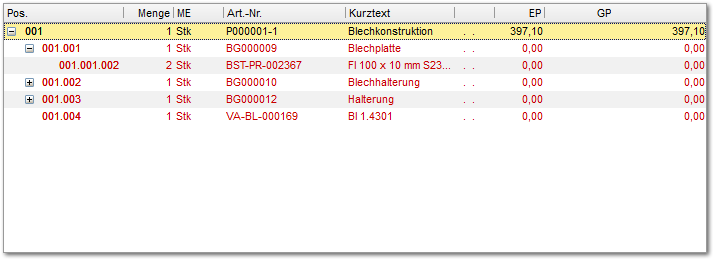 Pos. Menge ME Art.-Nr. Kurztext EP GP
001 1 Stk P000001-1 Blechkonstruktion . . 397,10 397,10
001.001 1 Stk BG000009 Blechplatte . . 0,00 0,00
001.001.002 2 Stk BST-PR-002367 Fl 100 x 10 mm S23... . . 0,00 0,00
001.002 1 Stk BG000010 Blechhalterung . . 0,00 0,00
001.003 1 Stk BG000012 Halterung . . 0,00 0,00
001.004 1 Stk VA-BL-000169 Bl 1.4301 . . 0,00 0,00